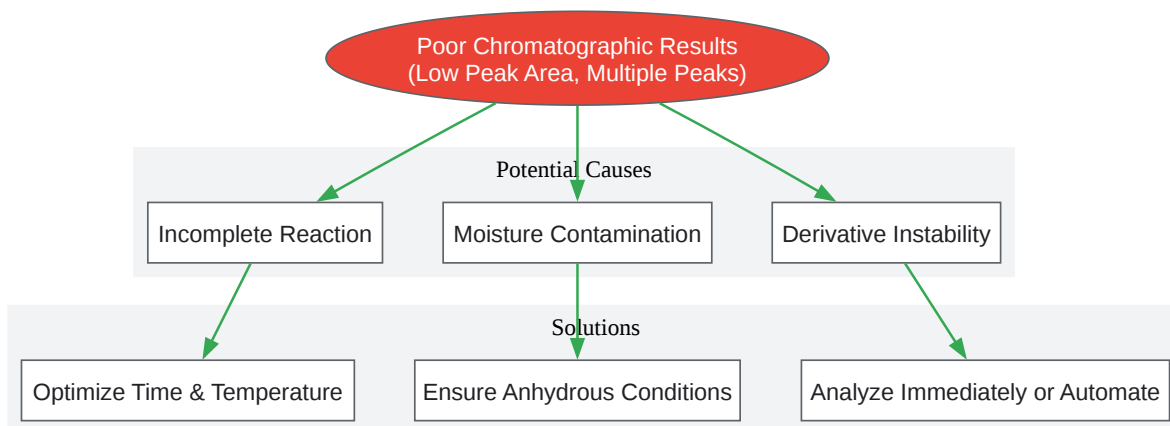 Poor Chromatographic Results
(Low Peak Area, Multiple Peaks)
Potential Causes
Incomplete Reaction
Moisture Contamination
Derivative Instability
Solutions
Optimize Time & Temperature
Ensure Anhydrous Conditions
Analyze Immediately or Automate